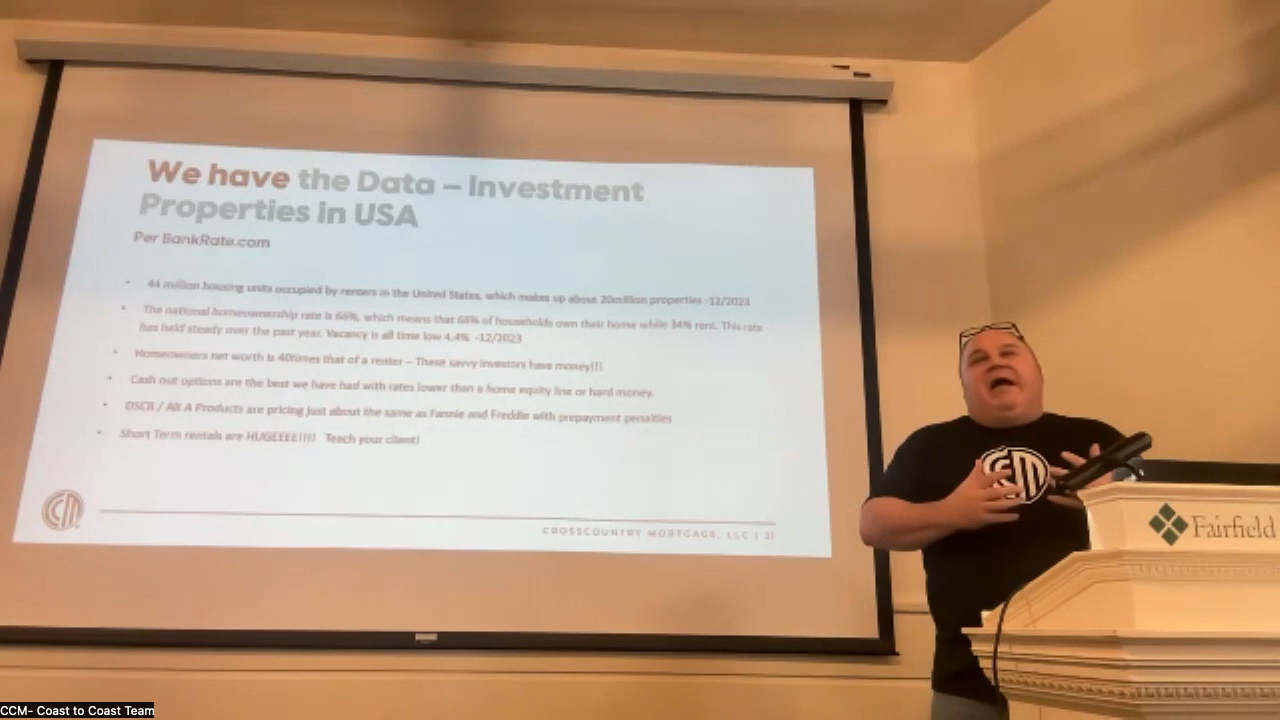 We have the Data – Investment
Properties in USA
Per BankRate.com
• 44 million housing units occupied by renters in the United States, which makes up about 20million properties -12/2023
• The national homeownership rate is 66%, which means that 66% of households own their home while 34% rent. This rate
has held steady over the past year. Vacancy is all time low 4.4% -12/2023
• Homeowners net worth is 40times that of a renter – These savvy investors have money!!!
• Cash out options are the best we have had with rates lower than a home equity line or hard money.
• DSCR / Alt A Products are pricing just about the same as Fannie and Freddie with prepayment penalties
• Short Term rentals are HUGEEEE!!!!! Teach your client!
CM
CROSSCOUNTRY MORTGAGE, LLC |
CCM
Fairfield
CCM- Coast to Coast Team